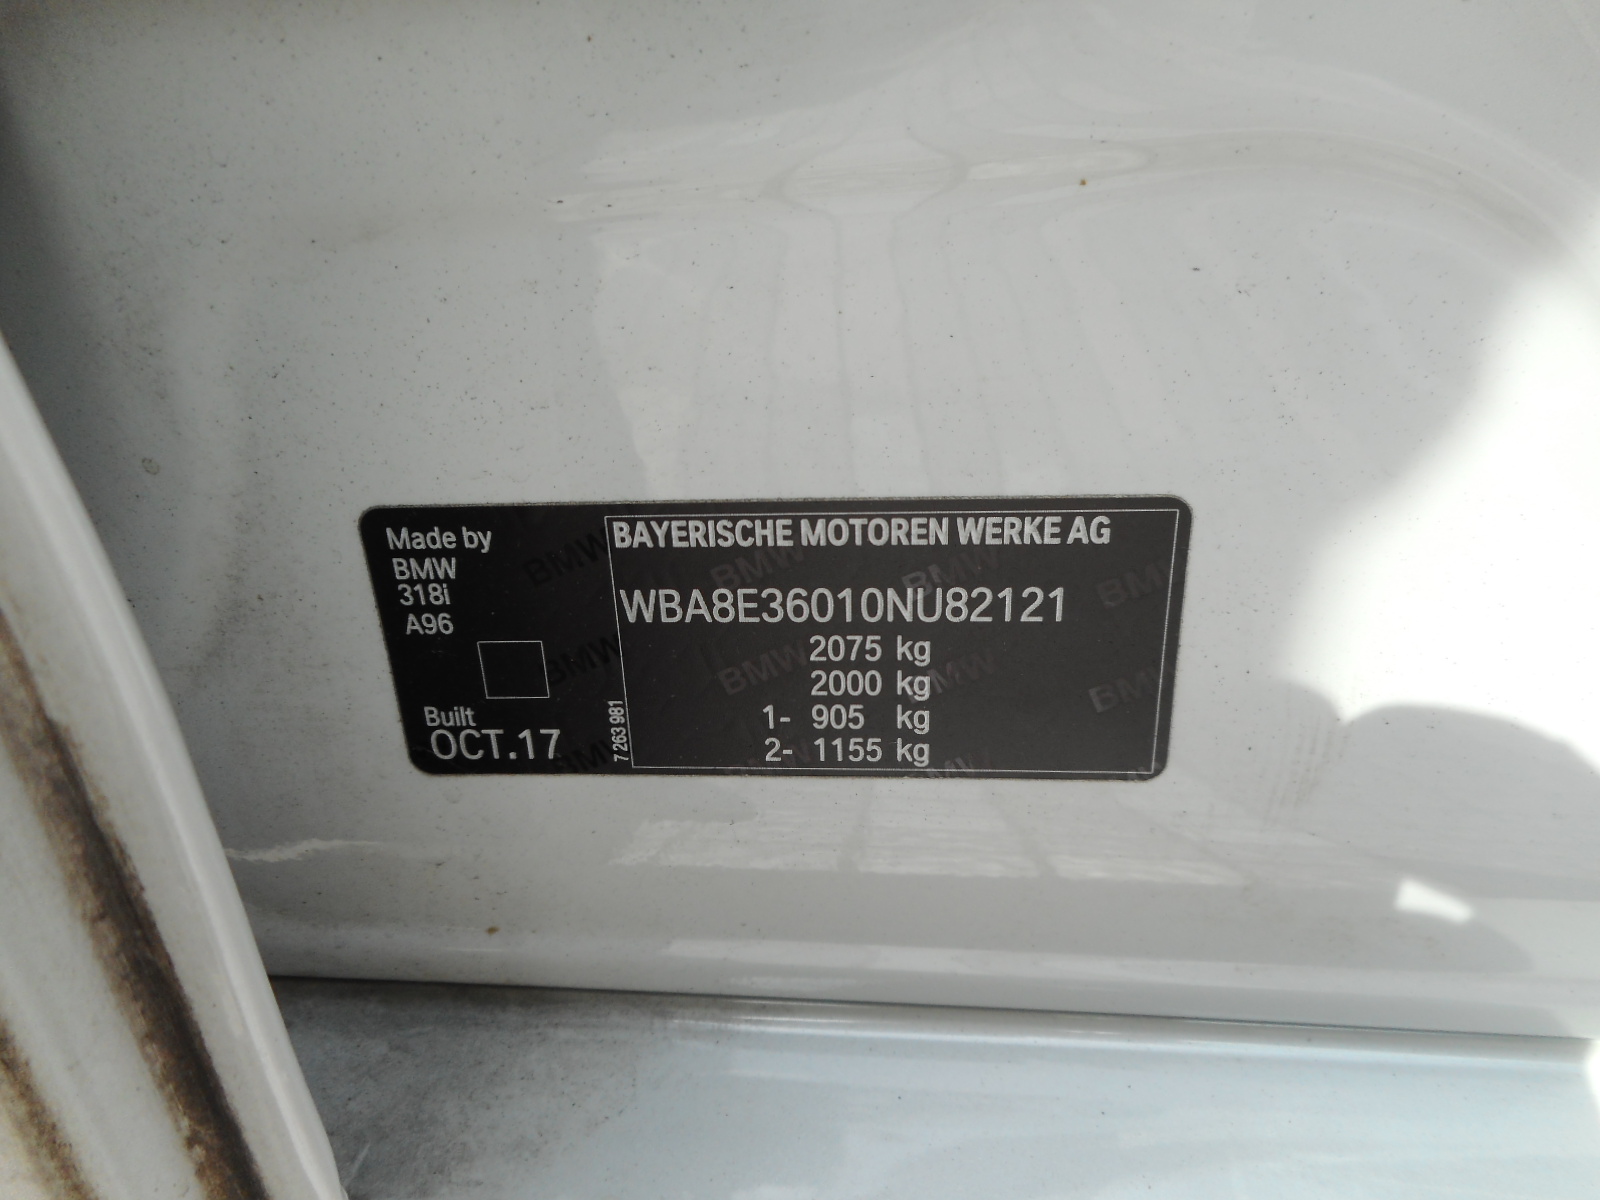 Made by
BMW
318i
A96
Built
OCT.17
7 263 981
BAYERISCHE MOTOREN WERKE AG
WBA8E36010NU82121
2075 kg
2000 kg
1- 905 kg
2- 1155 kg